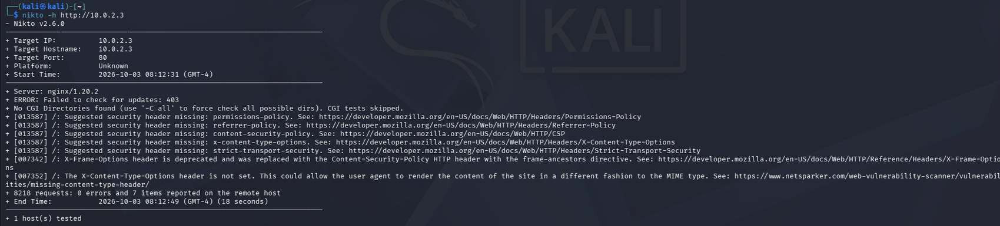 ┌──(kali㉿kali)-[~]
└─$ nikto -h http://10.0.2.3
- Nikto v2.6.0
+ Target IP:          10.0.2.3
+ Target Hostname:    10.0.2.3
+ Target Port:        80
+ Platform:           Unknown
+ Start Time:         2026-10-03 08:12:31 (GMT-4)
+ Server: nginx/1.20.2
+ ERROR: Failed to check for updates: 403
+ No CGI Directories found (use '-C all' to force check all possible dirs). CGI tests skipped.
+ [013587] /: Suggested security header missing: permissions-policy. See: https://developer.mozilla.org/en-US/docs/Web/HTTP/Headers/Permissions-Policy
+ [013587] /: Suggested security header missing: referrer-policy. See: https://developer.mozilla.org/en-US/docs/Web/HTTP/Headers/Referrer-Policy
+ [013587] /: Suggested security header missing: content-security-policy. See: https://developer.mozilla.org/en-US/docs/Web/HTTP/CSP
+ [013587] /: Suggested security header missing: x-content-type-options. See: https://developer.mozilla.org/en-US/docs/Web/HTTP/Headers/X-Content-Type-Options
+ [013587] /: Suggested security header missing: strict-transport-security. See: https://developer.mozilla.org/en-US/docs/Web/HTTP/Headers/Strict-Transport-Security
+ [007342] /: X-Frame-Options header is deprecated and was replaced with the Content-Security-Policy HTTP header with the frame-ancestors directive. See: https://developer.mozilla.org/en-US/docs/Web/HTTP/Reference/Headers/X-Frame-Optio
ns
+ [007352] /: The X-Content-Type-Options header is not set. This could allow the user agent to render the content of the site in a different fashion to the MIME type. See: https://www.netsparker.com/web-vulnerability-scanner/vulnerabil
ities/missing-content-type-header/
+ 8218 requests: 0 errors and 7 items reported on the remote host
+ End Time:           2026-10-03 08:12:49 (GMT-4) (18 seconds)
+ 1 host(s) tested
KALI